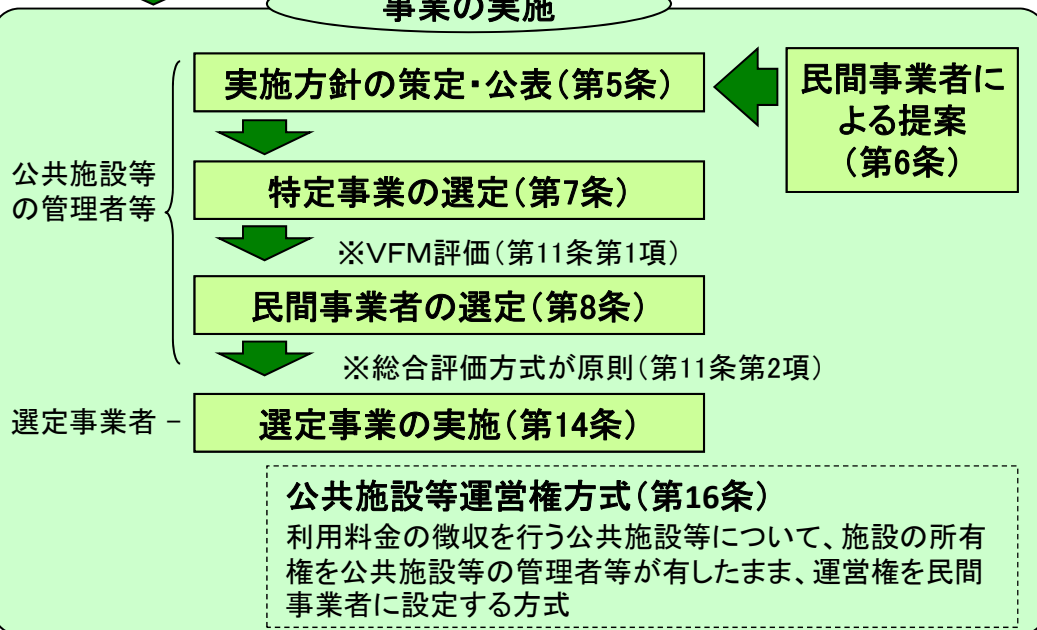 事業の実施
実施方針の策定・公表(第5条)
民間事業者に
よる提案
(第6条)
公共施設等
の管理者等
特定事業の選定(第7条)
※VFM評価(第11条第1項)
民間事業者の選定(第8条)
※総合評価方式が原則(第11条第2項)
選定事業者 −
選定事業の実施(第14条)
公共施設等運営権方式(第16条)
利用料金の徴収を行う公共施設等について、施設の所有
権を公共施設等の管理者等が有したまま、運営権を民間
事業者に設定する方式